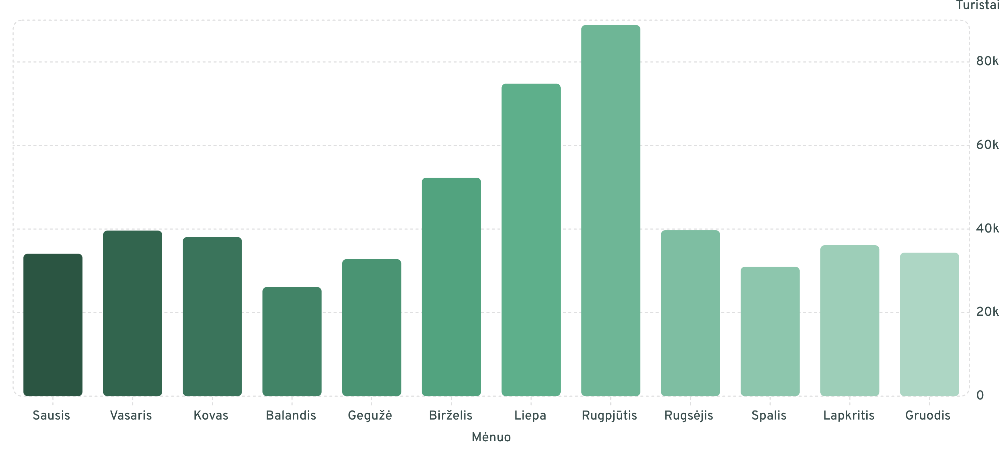 Turistai
80k
60k
40k
20k
0
Sausis Vasaris Kovas Balandis Gegužė Birželis Liepa Rugpjūtis Rugsėjis Spalis Lapkritis Gruodis
Mėnuo